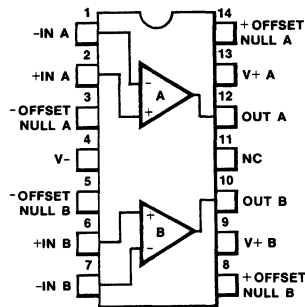 1
-IN A
2
+IN A
3
-OFFSET
NULL A
4
V-
5
-OFFSET
NULL B
6
+IN B
7
-IN B
- A
+
+ B
-
14
+OFFSET
NULL A
13
V+ A
12
OUT A
11
NC
10
OUT B
9
V+ B
8
+OFFSET
NULL B